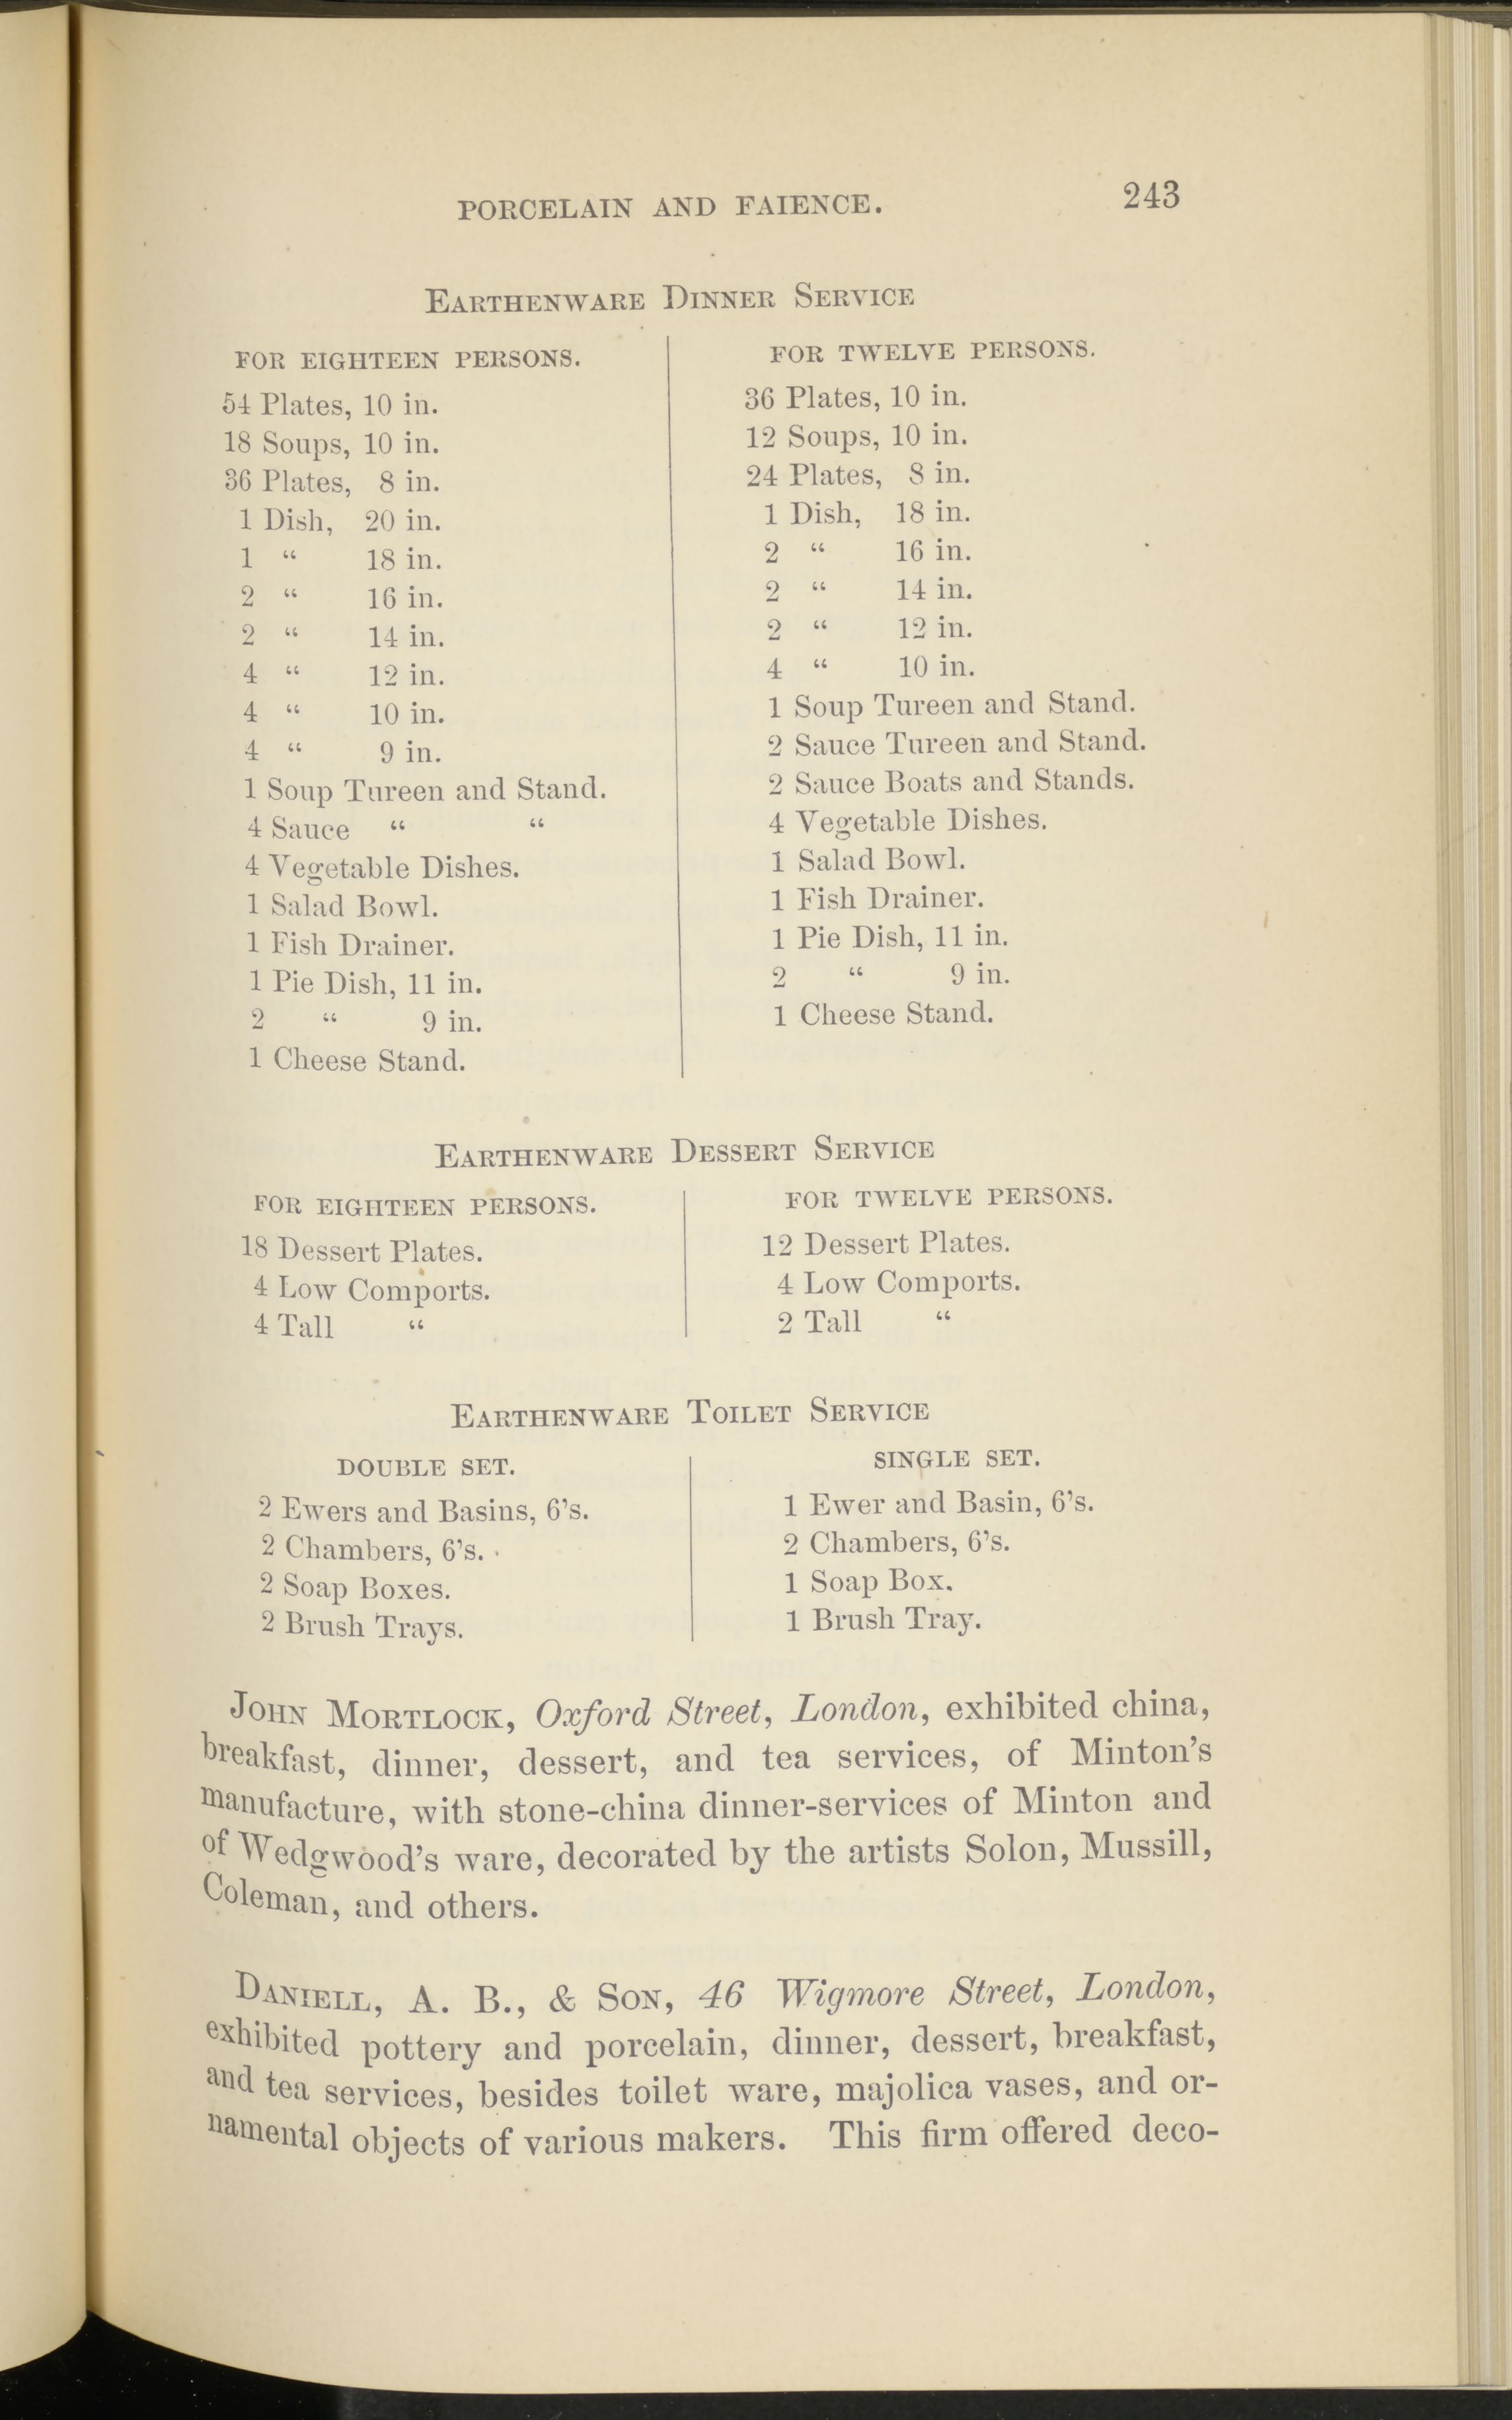 PORCELAIN AND FAIENCE. 243
EARTHENWARE DINNER SERVICE
FOR EIGHTEEN PERSONS.
54 Plates, 10 in.
18 Soups, 10 in.
36 Plates, 8 in.
1 Dish, 20 in.
1 “ 18 in.
2 “ 16 in.
2 “ 14 in.
4 “ 12 in.
4 “ 10 in.
4 “ 9 in.
1 Soup Tureen and Stand.
4 Sauce “ “
4 Vegetable Dishes.
1 Salad Bowl.
1 Fish Drainer.
1 Pie Dish, 11 in.
2 “ 9 in.
1 Cheese Stand.
FOR TWELVE PERSONS.
36 Plates, 10 in.
12 Soups, 10 in.
24 Plates, 8 in.
1 Dish, 18 in.
2 “ 16 in.
2 “ 14 in.
2 “ 12 in.
4 “ 10 in.
1 Soup Tureen and Stand.
2 Sauce Tureen and Stand.
2 Sauce Boats and Stands.
4 Vegetable Dishes.
1 Salad Bowl.
1 Fish Drainer.
1 Pie Dish, 11 in.
2 “ 9 in.
1 Cheese Stand.
EARTHENWARE DESSERT SERVICE
FOR EIGHTEEN PERSONS.
18 Dessert Plates.
4 Low Comports.
4 Tall “
FOR TWELVE PERSONS.
12 Dessert Plates.
4 Low Comports.
2 Tall “
EARTHENWARE TOILET SERVICE
DOUBLE SET.
2 Ewers and Basins, 6’s.
2 Chambers, 6’s.
2 Soap Boxes.
2 Brush Trays.
SINGLE SET.
1 Ewer and Basin, 6’s.
2 Chambers, 6’s.
1 Soap Box.
1 Brush Tray.
JOHN MORTLOCK, Oxford Street, London, exhibited china,
breakfast, dinner, dessert, and tea services, of Minton’s
manufacture, with stone-china dinner-services of Minton and
of Wedgwood’s ware, decorated by the artists Solon, Mussill,
Coleman, and others.
DANIELL, A. B., & SON, 46 Wigmore Street, London,
exhibited pottery and porcelain, dinner, dessert, breakfast,
and tea services, besides toilet ware, majolica vases, and or-
namental objects of various makers. This firm offered deco-